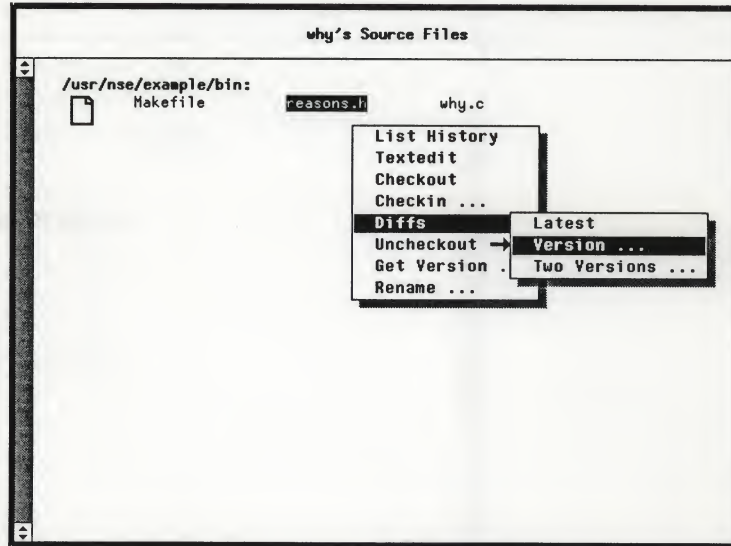 why's Source Files
/usr/nse/example/bin:
Makefile reasons.h why.c
List History
Textedit
Checkout
Checkin ...
Diffs
Uncheckout
Get Version .
Rename ...
Latest
Version ...
Two Versions ...